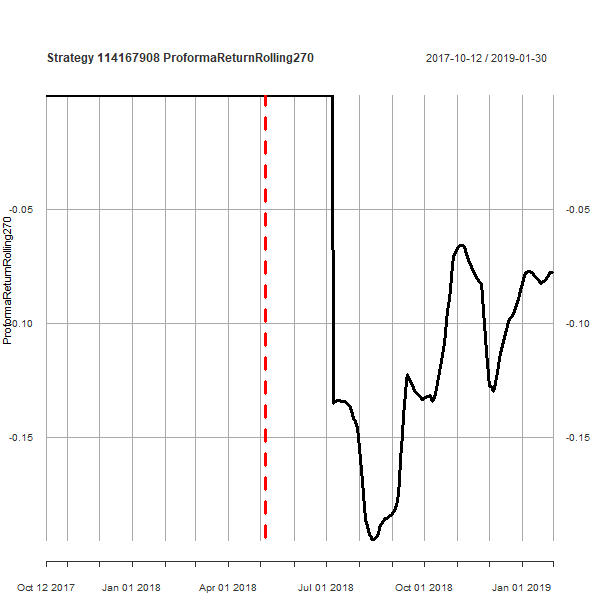 Strategy 114167908 ProformaReturnRolling270
2017-10-12 / 2019-01-30
-0.05
-0.05
ProformaReturnRolling270
-0.10
-0.10
-0.15
-0.15
Oct 12 2017
Jan 01 2018
Apr 01 2018
Jul 01 2018
Oct 01 2018
Jan 01 2019